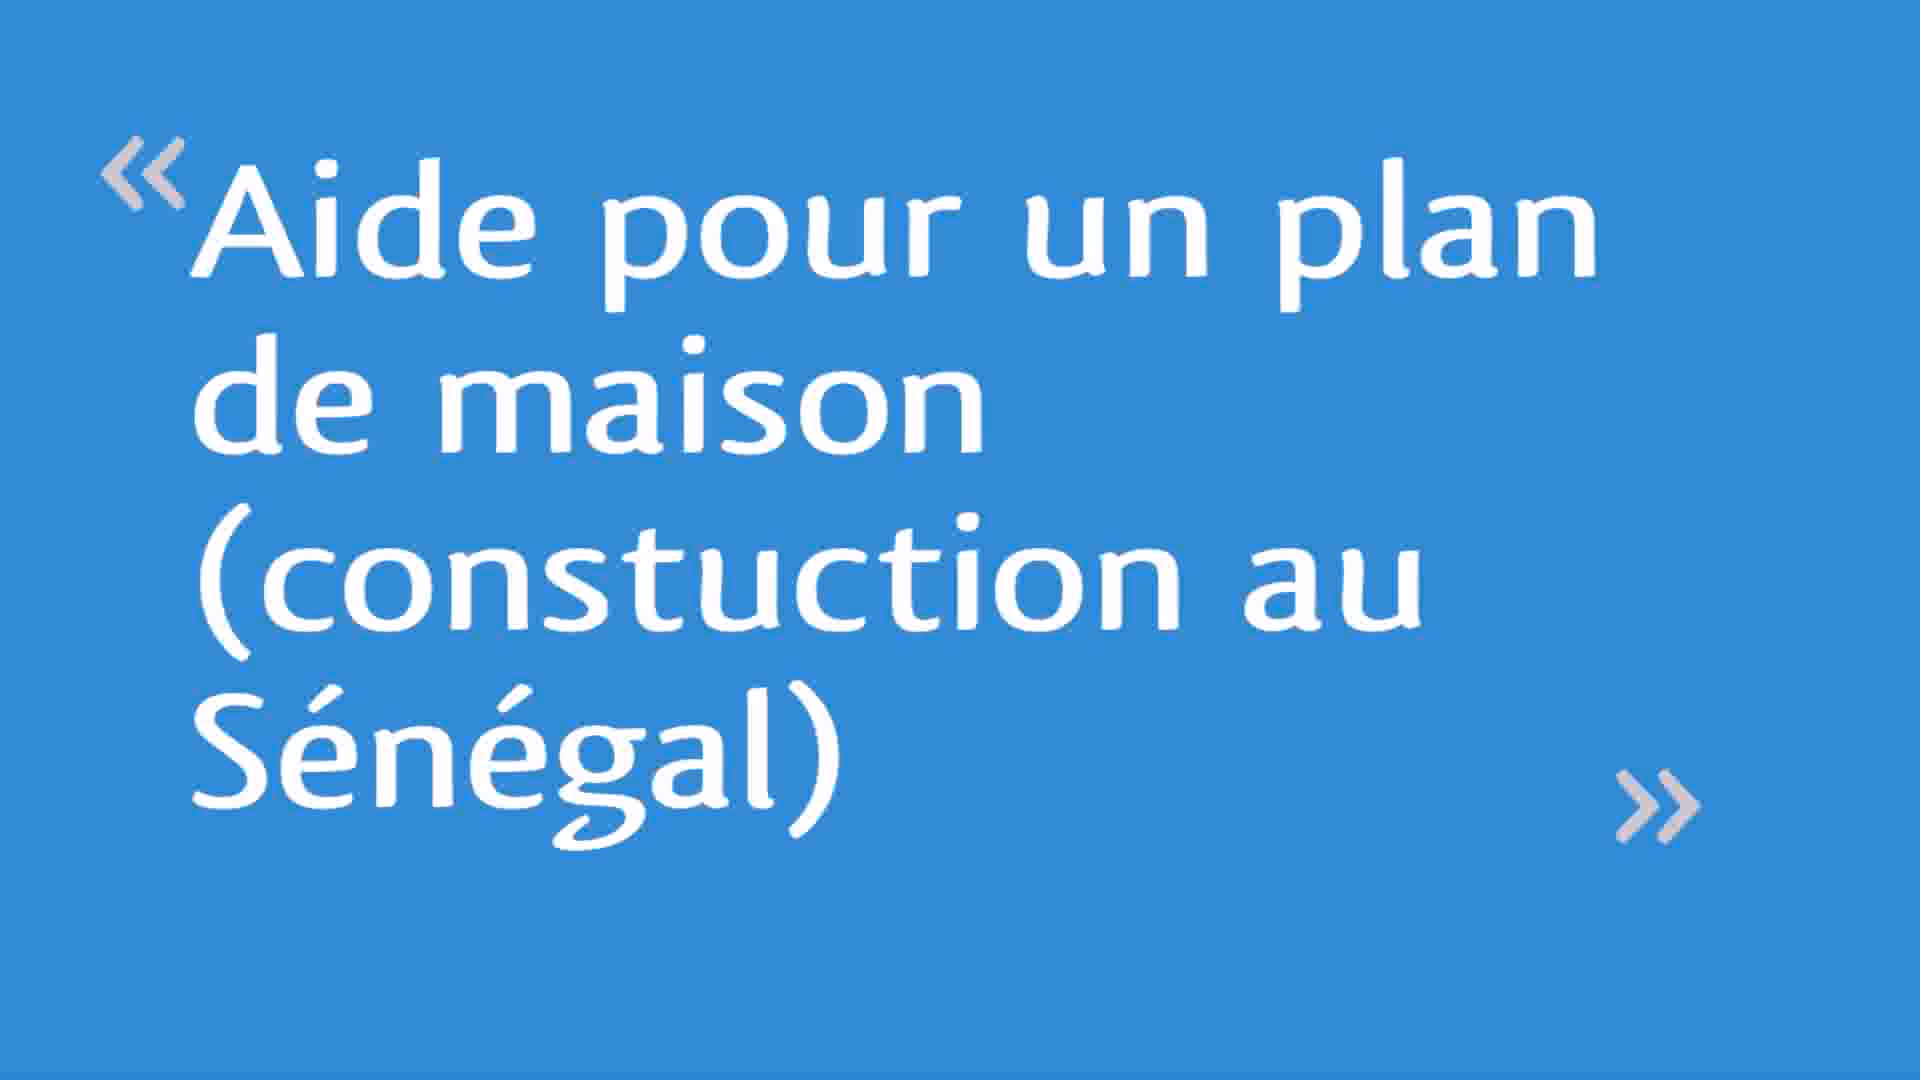 « Aide pour un plan
de maison
(constuction au
Sénégal) »